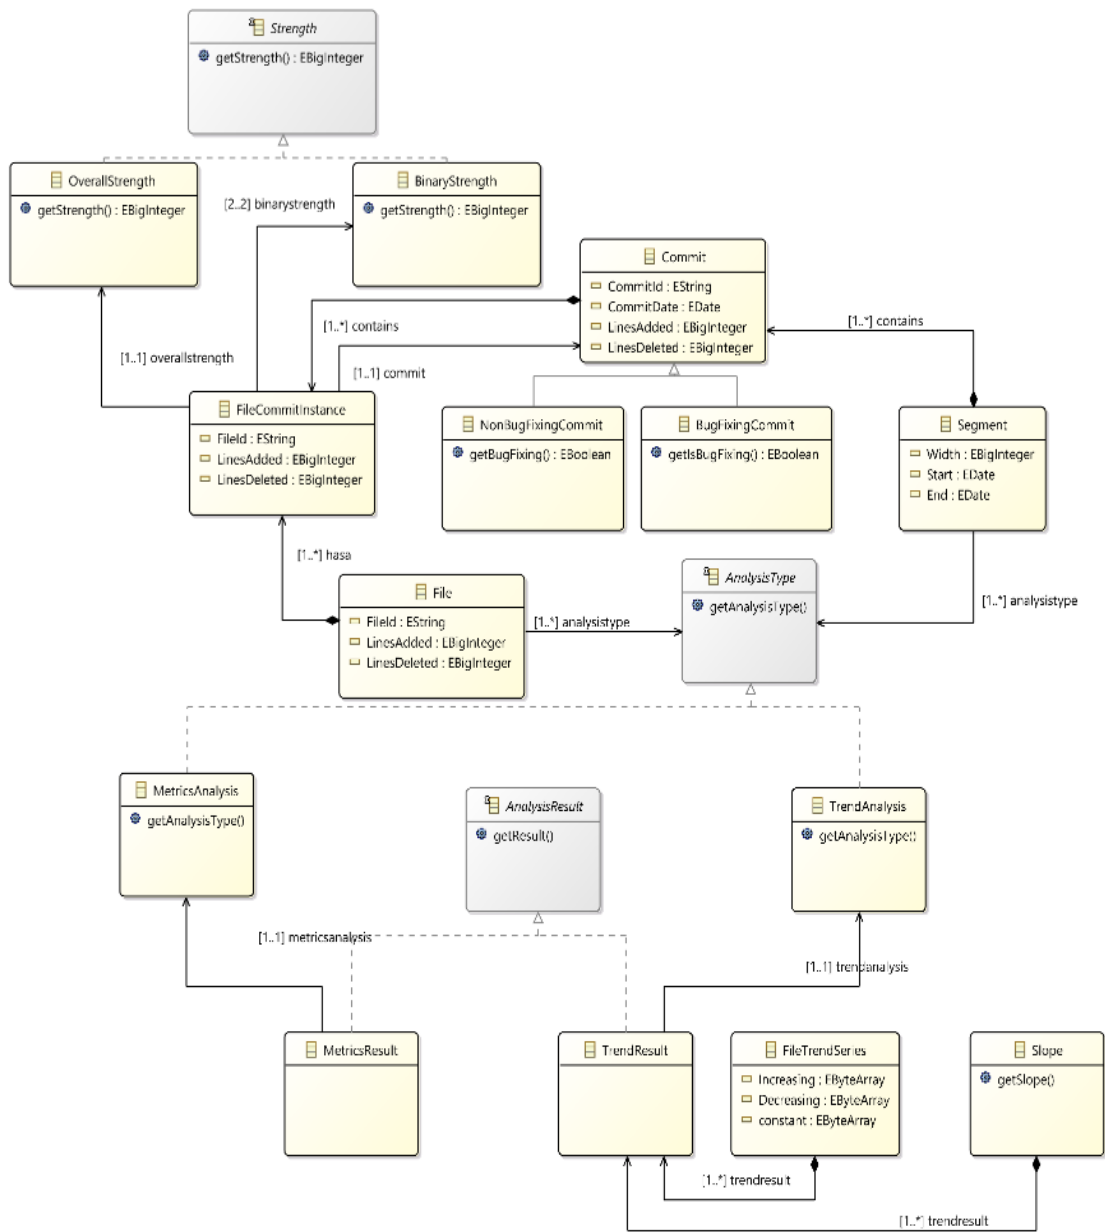 Strength
getStrength() : EBigInteger
OverallStrength
getStrength() : EBigInteger
[2..2] binarystrength
BinaryStrength
getStrength() : EBigInteger
Commit
CommitId : EString
CommitDate : EDate
LinesAdded : EBigInteger
LinesDeleted : EBigInteger
[1..*] contains
[1..*] contains
[1..1] overallstrength
[1..1] commit
FileCommitInstance
FileId : EString
LinesAdded : EBigInteger
LinesDeleted : EBigInteger
NonBugFixingCommit
getBugFixing() : EBoolean
BugFixingCommit
getIsBugFixing() : EBoolean
Segment
Width : EBigInteger
Start : EDate
End : EDate
[1..*] hasa
File
FileId : EString
LinesAdded : EBigInteger
LinesDeleted : EBigInteger
[1..*] analysistype
AnalysisType
getAnalysisType()
[1..*] analysistype
MetricsAnalysis
getAnalysisType()
AnalysisResult
getResult()
TrendAnalysis
getAnalysisType()
[1..1] metricsanalysis
[1..1] trendanalysis
MetricsResult
TrendResult
FileTrendSeries
Increasing : EByteArray
Decreasing : EByteArray
constant : EByteArray
Slope
getSlope()
[1..*] trendresult
[1..*] trendresult